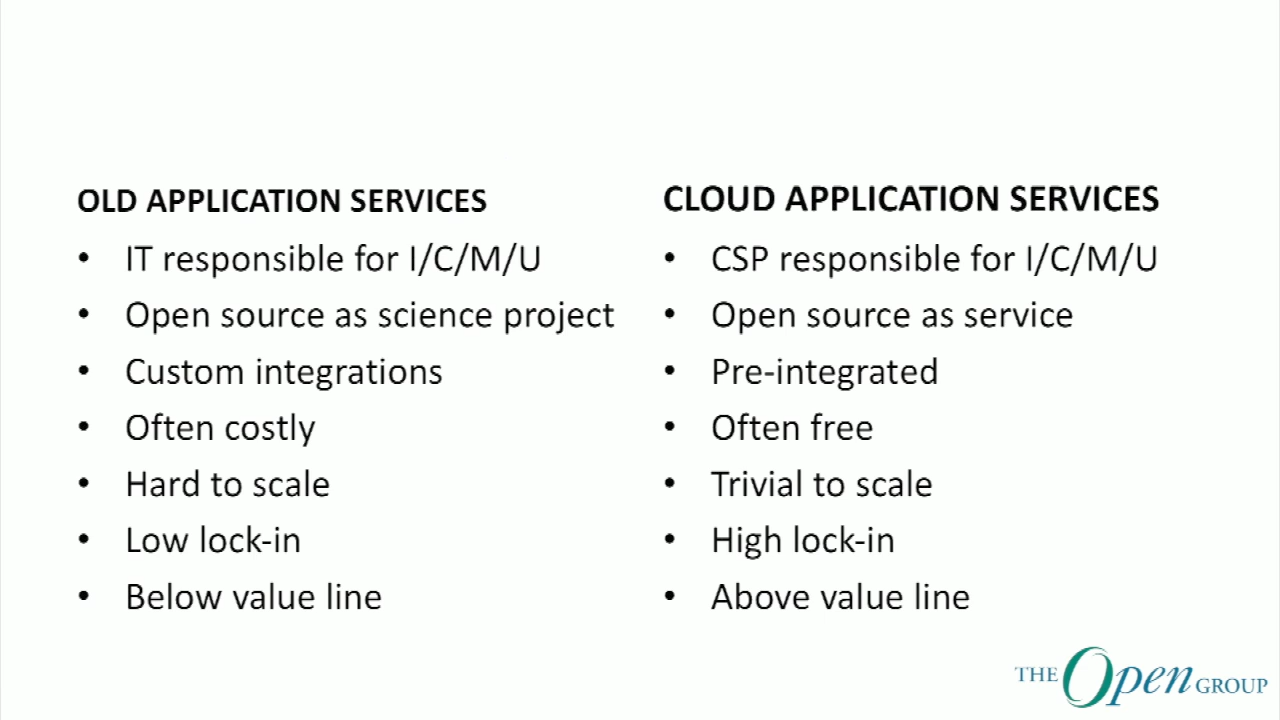 OLD APPLICATION SERVICES
• IT responsible for I/C/M/U
• Open source as science project
• Custom integrations
• Often costly
• Hard to scale
• Low lock-in
• Below value line
CLOUD APPLICATION SERVICES
• CSP responsible for I/C/M/U
• Open source as service
• Pre-integrated
• Often free
• Trivial to scale
• High lock-in
• Above value line
THE Open GROUP